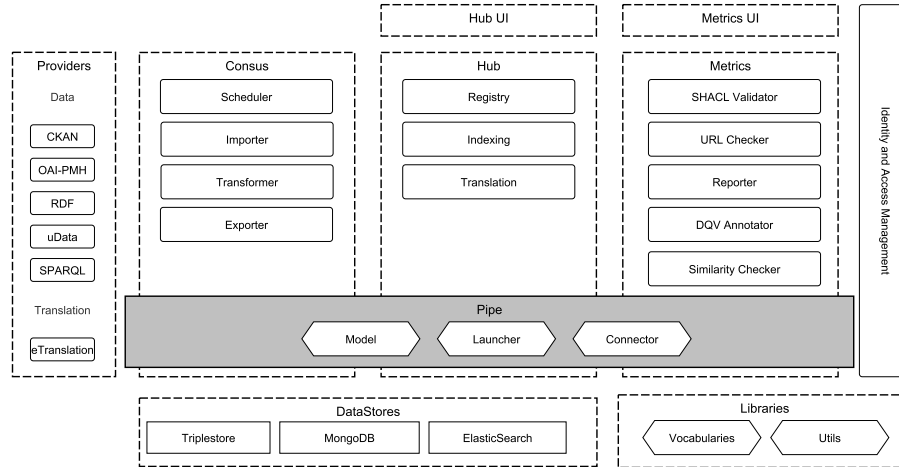 Hub UI
Metrics UI
Providers
Data
CKAN
OAI-PMH
RDF
uData
SPARQL
Translation
eTranslation
Consus
Scheduler
Importer
Transformer
Exporter
Hub
Registry
Indexing
Translation
Metrics
SHACL Validator
URL Checker
Reporter
DQV Annotator
Similarity Checker
Identity and Access Management
Pipe
Model
Launcher
Connector
DataStores
Triplestore
MongoDB
ElasticSearch
Libraries
Vocabularies
Utils